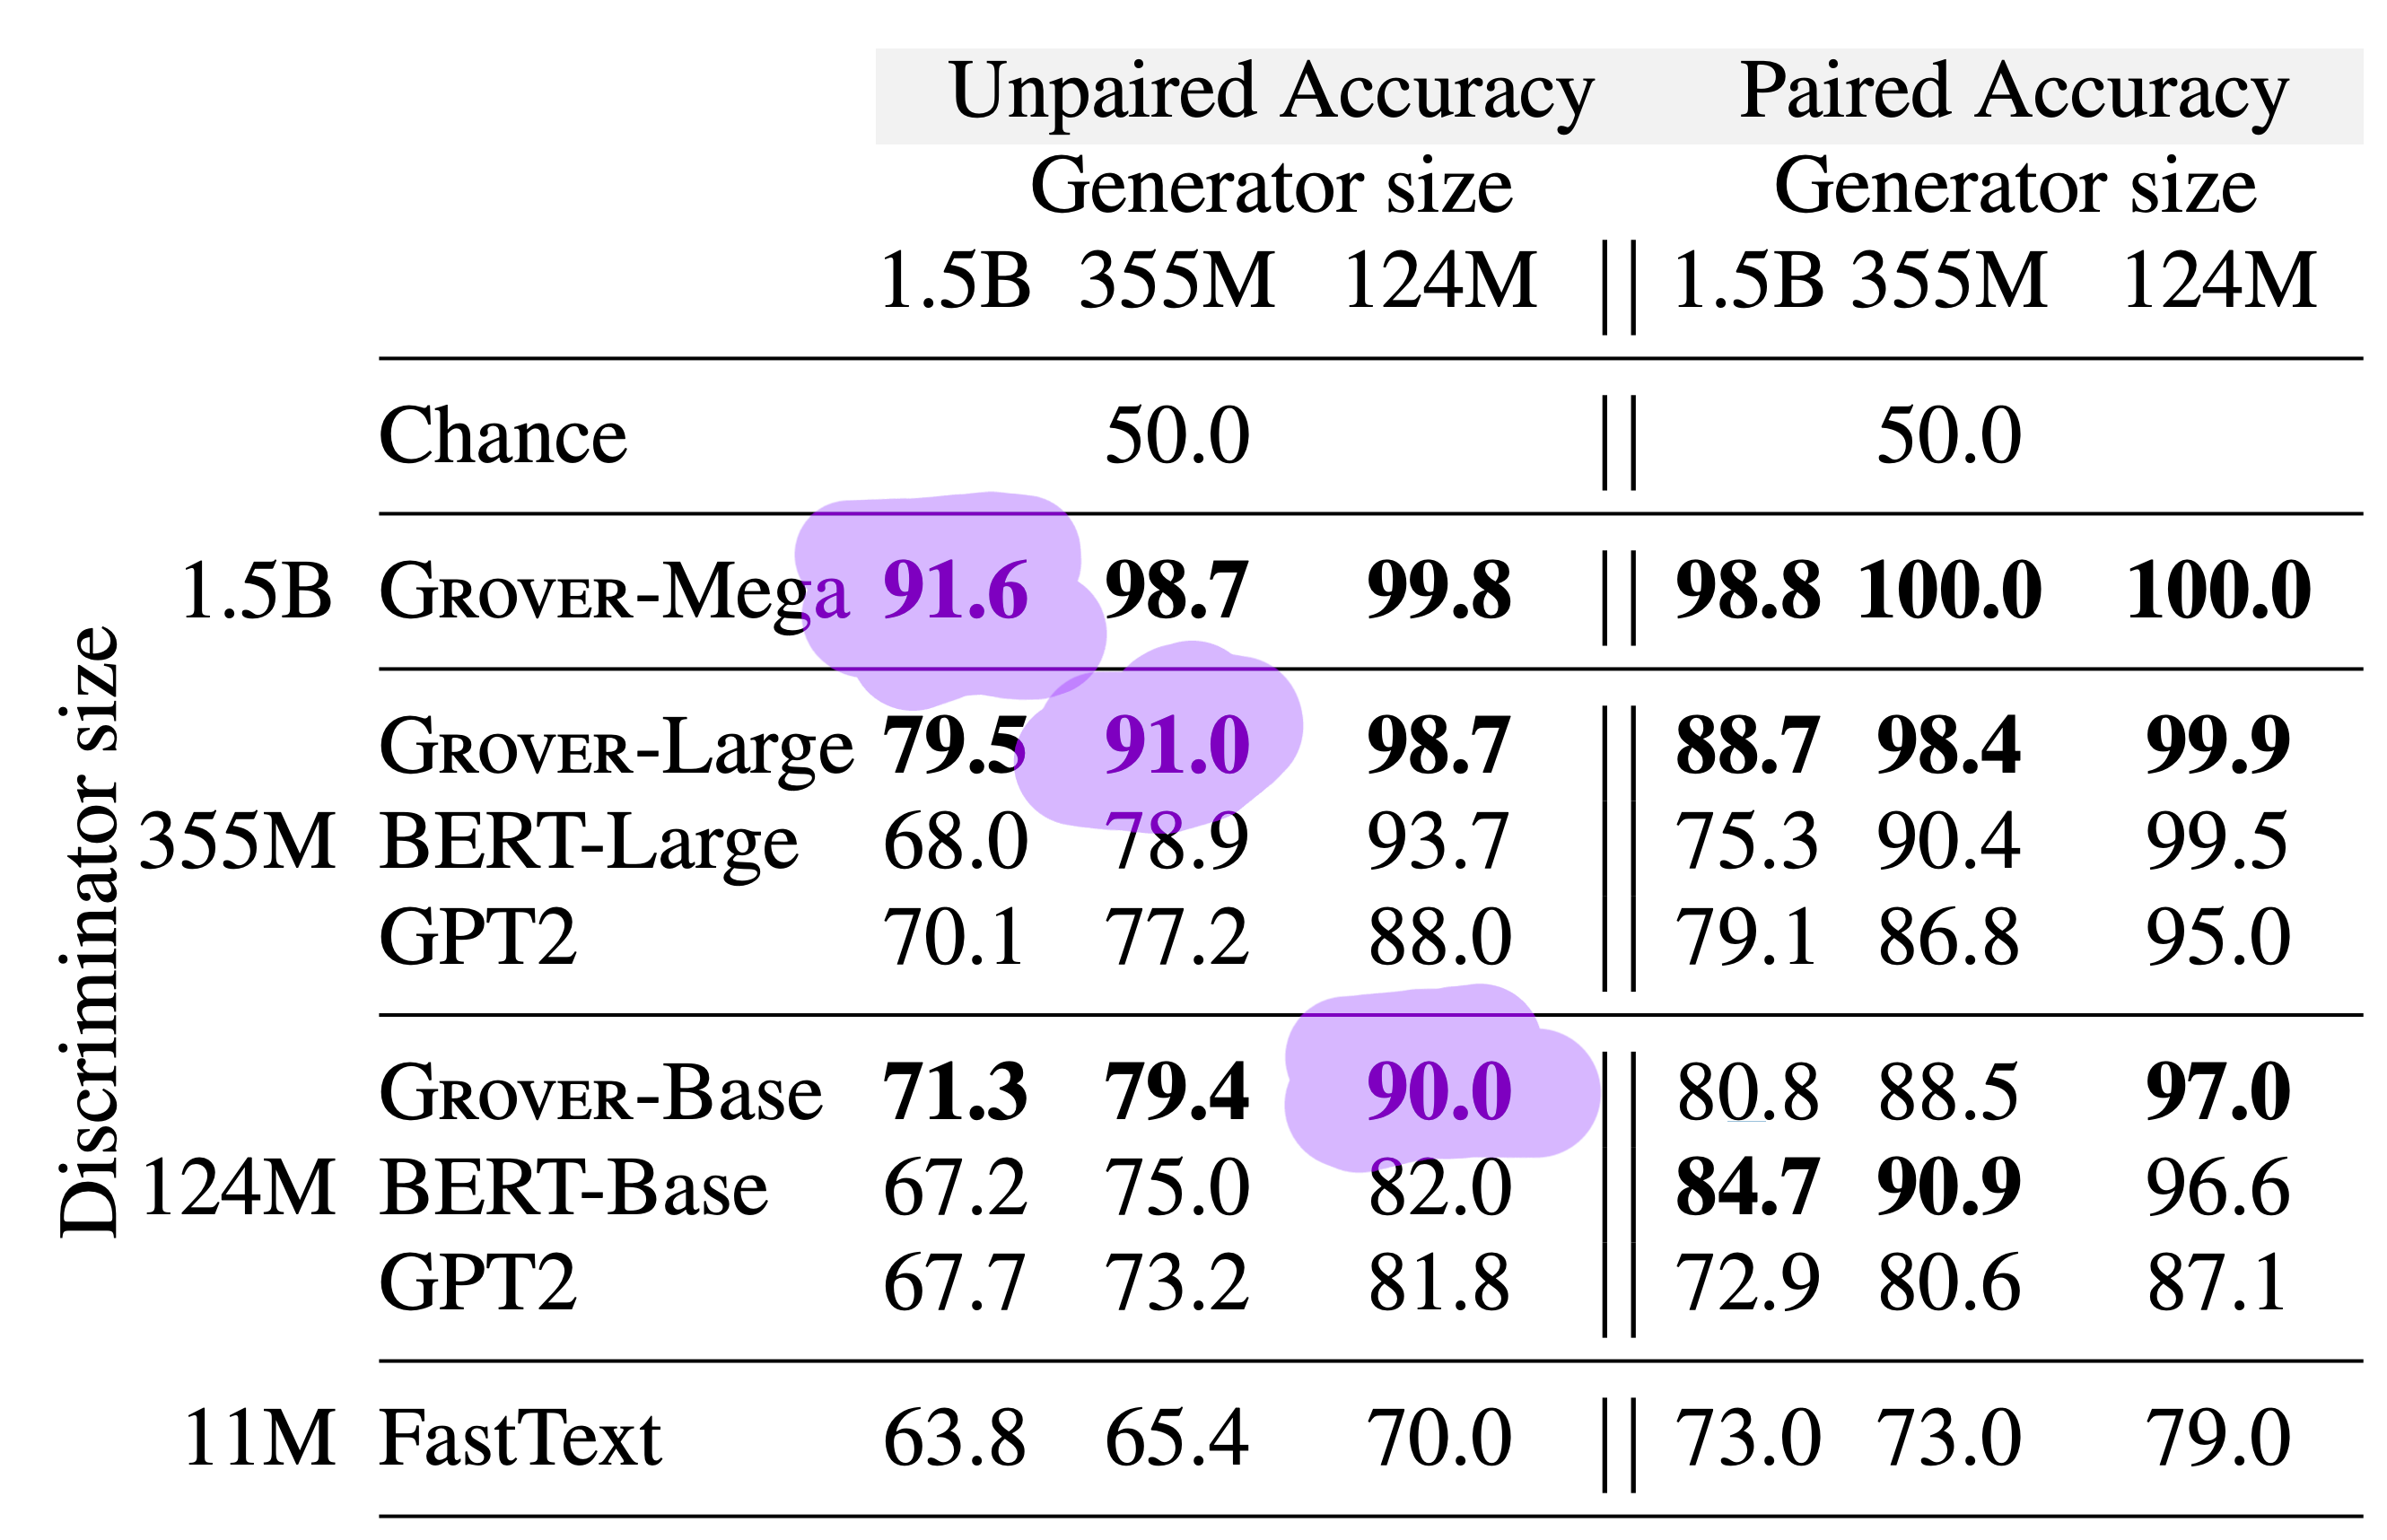 Unpaired Accuracy Paired Accuracy
Generator size Generator size
1.5B 355M 124M || 1.5B 355M 124M
Chance 50.0 || 50.0
1.5B GROVER-Mega 91.6 98.7 99.8 || 98.8 100.0 100.0
GROVER-Large 79.5 91.0 98.7 || 88.7 98.4 99.9
355M BERT-Large 68.0 78.9 93.7 || 75.3 90.4 99.5
GPT2 70.1 77.2 88.0 || 79.1 86.8 95.0
GROVER-Base 71.3 79.4 90.0 || 80.8 88.5 97.0
124M BERT-Base 67.2 75.0 82.0 || 84.7 90.9 96.6
GPT2 67.7 73.2 81.8 || 72.9 80.6 87.1
11M FastText 63.8 65.4 70.0 || 73.0 73.0 79.0
Discriminator size